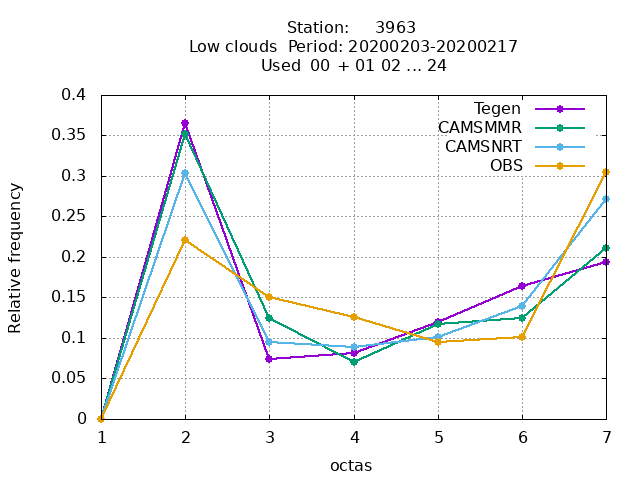 Station: 3963
Low clouds Period: 20200203-20200217
Used 00 + 01 02 ... 24
Tegen
CAMSMMR
CAMSNRT
OBS
0.4
0.35
0.3
0.25
0.2
0.15
0.1
0.05
0
Relative frequency
1 2 3 4 5 6 7
octas